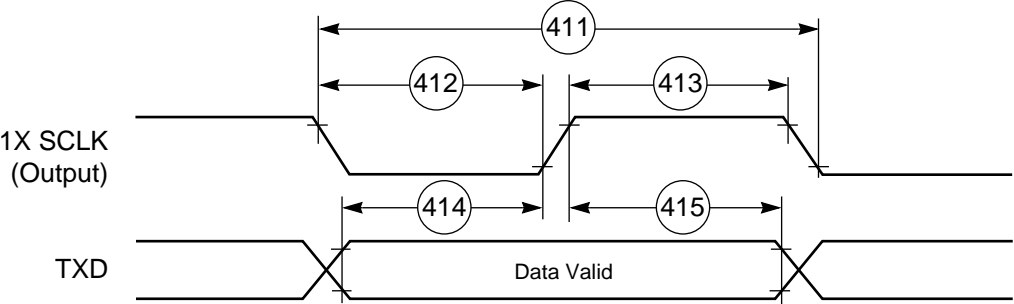 411
412
413
1X SCLK
(Output)
414
415
TXD
Data Valid